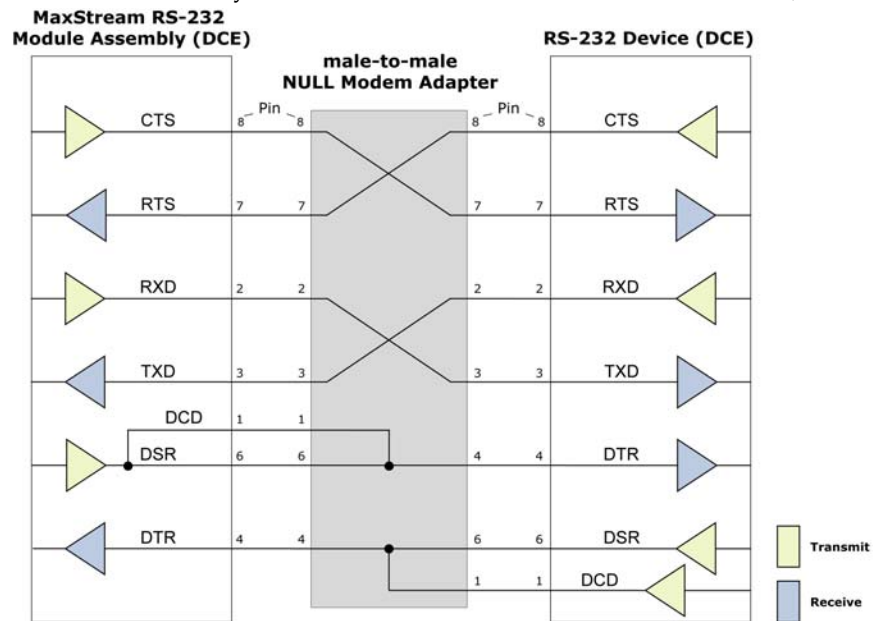 MaxStream RS-232
Module Assembly (DCE)
RS-232 Device (DCE)
male-to-male
NULL Modem Adapter
CTS 8 Pin 8 8 Pin 8 CTS
RTS 7 7 7 7 RTS
RXD 2 2 2 2 RXD
TXD 3 3 3 3 TXD
DCD 1 1
DSR 6 6 4 4 DTR
DTR 4 4 6 6 DSR
1 1 DCD
Transmit
Receive